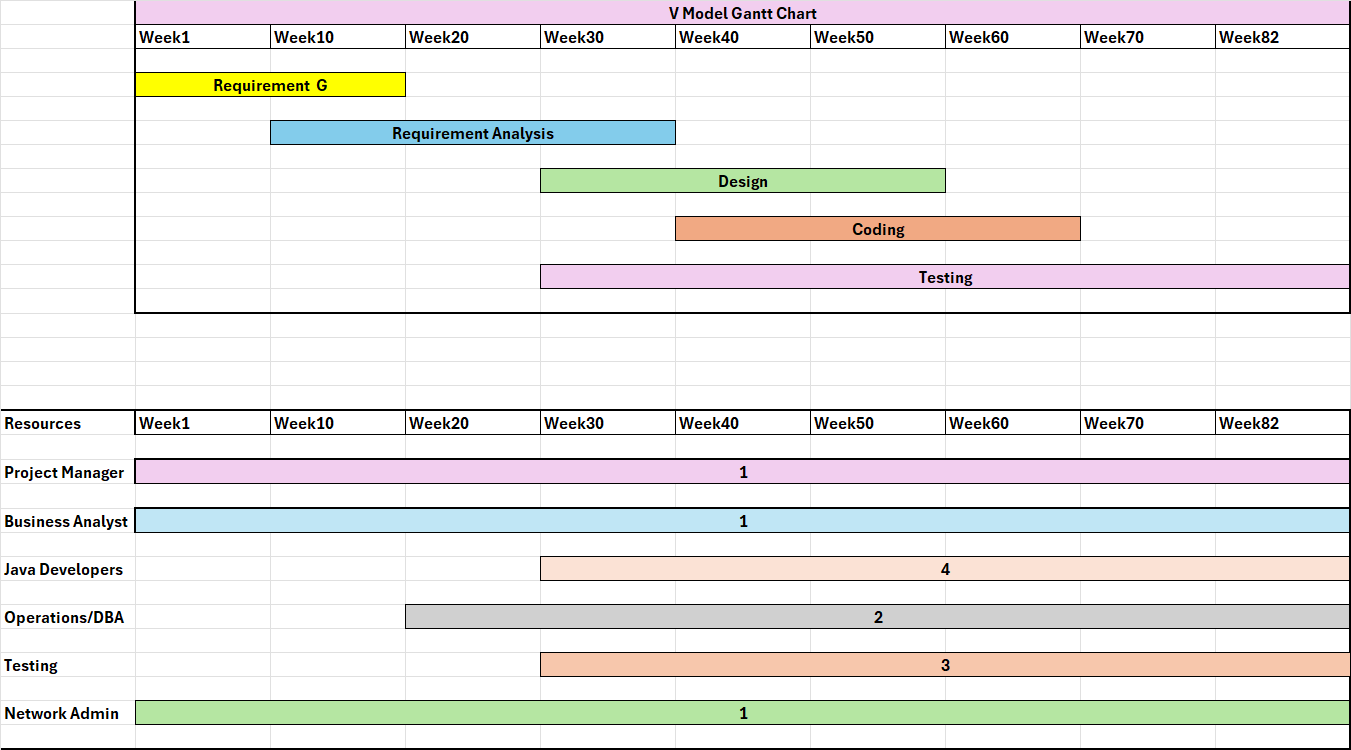 V Model Gantt Chart
Week1 Week10 Week20 Week30 Week40 Week50 Week60 Week70 Week82
Requirement G
Requirement Analysis
Design
Coding
Testing
Resources Week1 Week10 Week20 Week30 Week40 Week50 Week60 Week70 Week82
Project Manager 1
Business Analyst 1
Java Developers 4
Operations/DBA 2
Testing 3
Network Admin 1